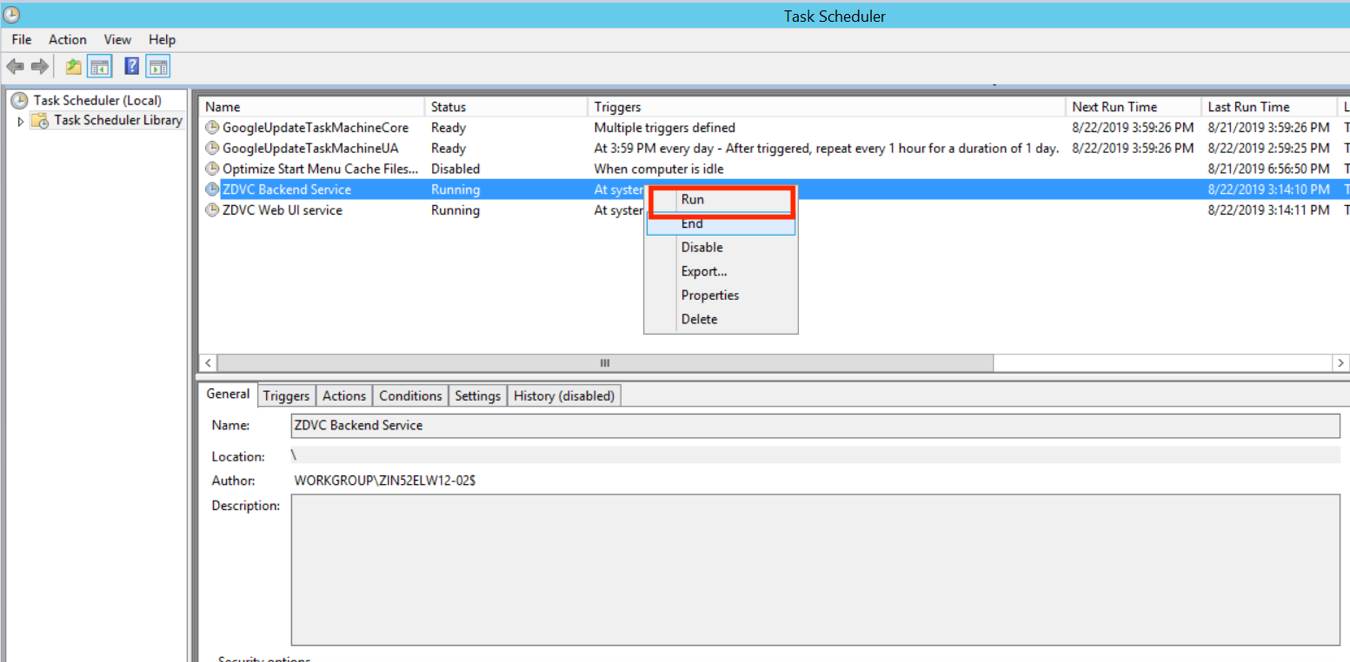 Task Scheduler
File Action View Help
Task Scheduler (Local)
Task Scheduler Library
Name Status Triggers Next Run Time Last Run Time L
GoogleUpdateTaskMachineCore Ready Multiple triggers defined 8/22/2019 3:59:26 PM 8/21/2019 3:59:26 PM T
GoogleUpdateTaskMachineUA Ready At 3:59 PM every day - After triggered, repeat every 1 hour for a duration of 1 day. 8/22/2019 3:59:26 PM 8/22/2019 2:59:25 PM T
Optimize Start Menu Cache Files... Disabled When computer is idle 8/21/2019 6:56:50 PM T
ZDVC Backend Service Running At syster 8/22/2019 3:14:10 PM T
ZDVC Web UI service Running At syster 8/22/2019 3:14:11 PM T
Run
End
Disable
Export...
Properties
Delete
General Triggers Actions Conditions Settings History (disabled)
Name: ZDVC Backend Service
Location: \
Author: WORKGROUP\ZIN52ELW12-02$
Description:
Security options